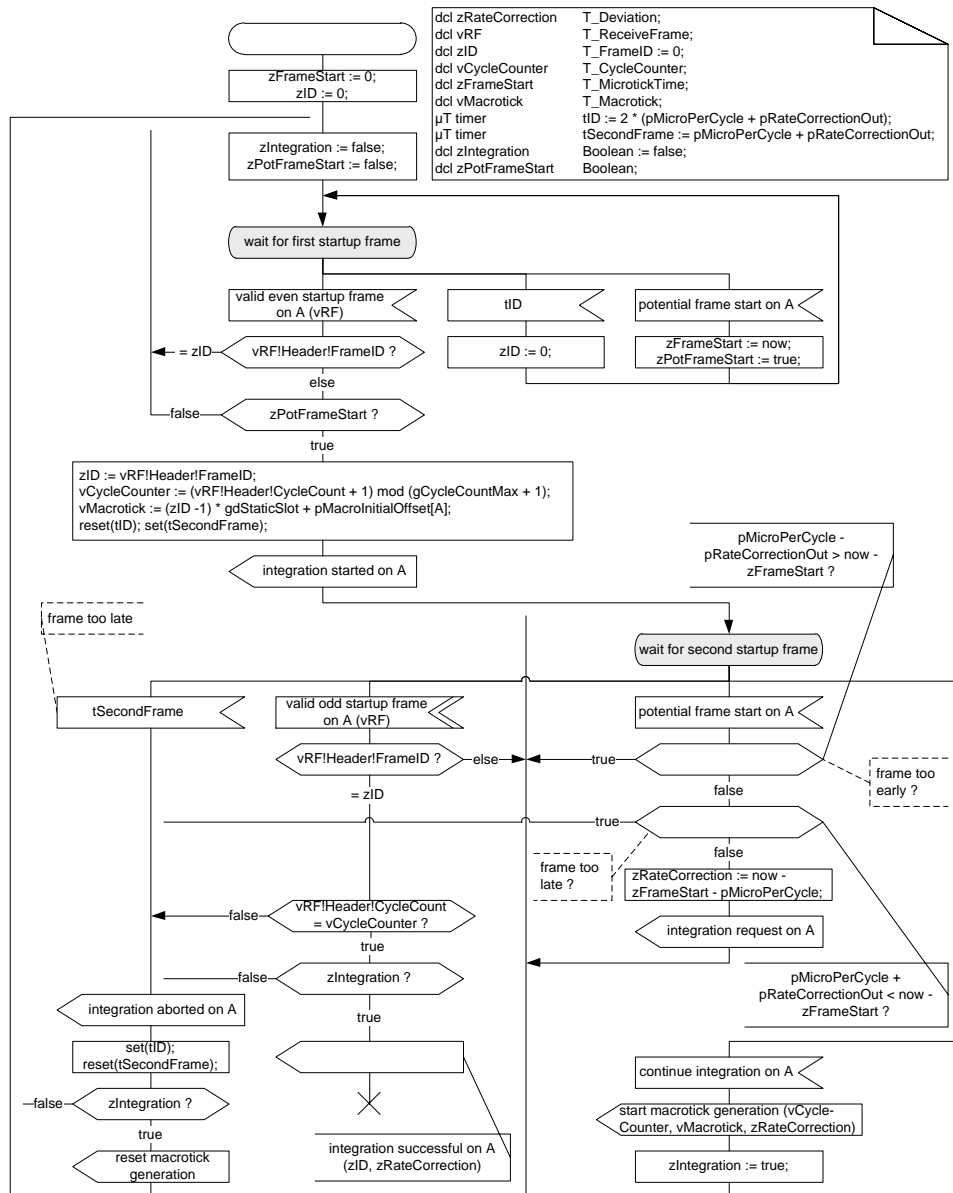 dcl zRateCorrection T_Deviation;
dcl vRF T_ReceiveFrame;
dcl zID T_FrameID := 0;
dcl vCycleCounter T_CycleCounter;
dcl zFrameStart T_MicrotickTime;
dcl vMacrotick T_Macrotick;
µT timer tID := 2 * (pMicroPerCycle + pRateCorrectionOut);
µT timer tSecondFrame := pMicroPerCycle + pRateCorrectionOut;
dcl zIntegration Boolean := false;
dcl zPotFrameStart Boolean;
zFrameStart := 0;
zID := 0;
zIntegration := false;
zPotFrameStart := false;
wait for first startup frame
valid even startup frame
on A (vRF)
tID
potential frame start on A
= zID
vRF!Header!FrameID ?
zID := 0;
zFrameStart := now;
zPotFrameStart := true;
else
false
zPotFrameStart ?
true
zID := vRF!Header!FrameID;
vCycleCounter := (vRF!Header!CycleCount + 1) mod (gCycleCountMax + 1);
vMacrotick := (zID -1) * gdStaticSlot + pMacroInitialOffset[A];
reset(tID); set(tSecondFrame);
integration started on A
pMicroPerCycle -
pRateCorrectionOut > now -
zFrameStart ?
frame too late
wait for second startup frame
tSecondFrame
valid odd startup frame
on A (vRF)
potential frame start on A
vRF!Header!FrameID ?
else
true
frame too
early ?
= zID
false
true
frame too
late ?
false
zRateCorrection := now -
zFrameStart - pMicroPerCycle;
false
vRF!Header!CycleCount
= vCycleCounter ?
integration request on A
true
false
zIntegration ?
pMicroPerCycle +
pRateCorrectionOut < now -
zFrameStart ?
integration aborted on A
true
set(tID);
reset(tSecondFrame);
continue integration on A
false
zIntegration ?
start macrotick generation (vCycle-
Counter, vMacrotick, zRateCorrection)
true
reset macrotick
generation
integration successful on A
(zID, zRateCorrection)
zIntegration := true;